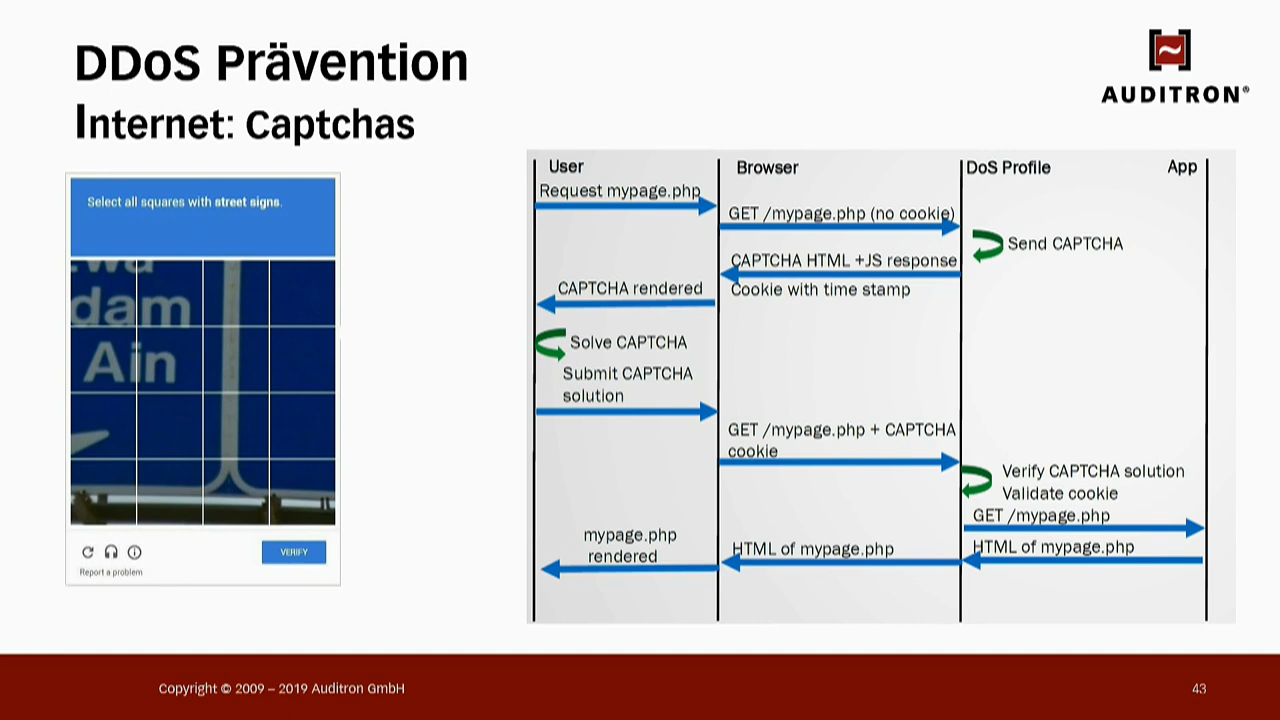 DDoS Prävention
Internet: Captchas
AUDITRON®
Select all squares with street signs.
dam
Ain
VERIFY
Report a problem
User
Browser
DoS Profile
App
Request mypage.php
GET /mypage.php (no cookie)
Send CAPTCHA
CAPTCHA HTML +JS response
Cookie with time stamp
CAPTCHA rendered
Solve CAPTCHA
Submit CAPTCHA
solution
GET /mypage.php + CAPTCHA
cookie
Verify CAPTCHA solution
Validate cookie
GET /mypage.php
HTML of mypage.php
HTML of mypage.php
mypage.php
rendered
Copyright © 2009 – 2019 Auditron GmbH
43